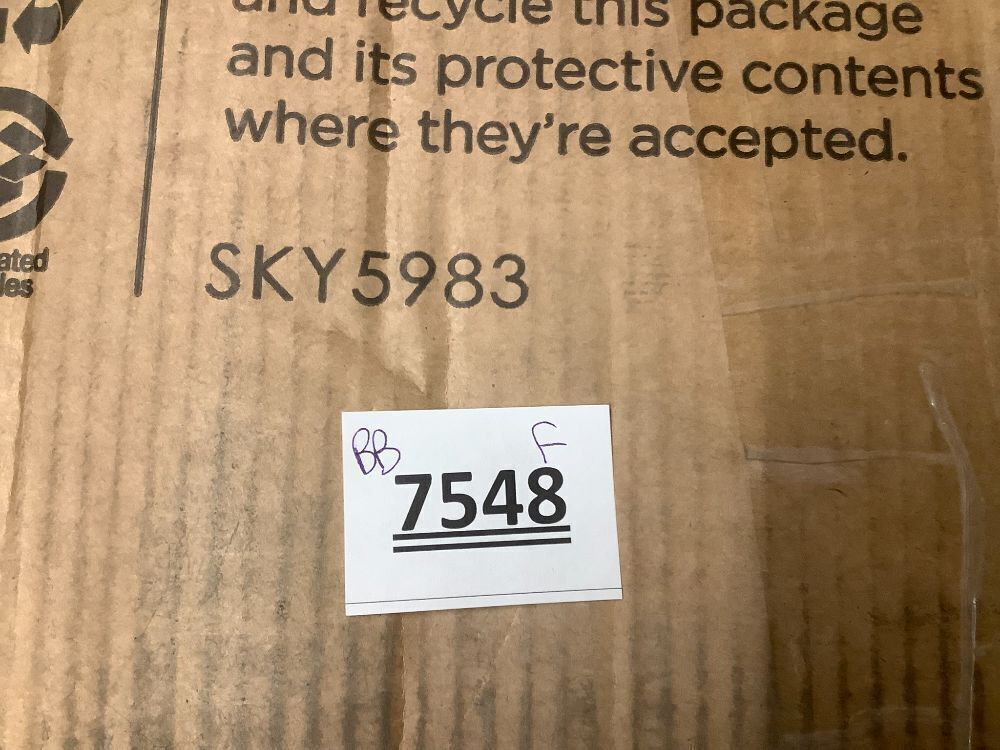 and recycle this package
and its protective contents
where they're accepted.
SKY5983
BB F
7548